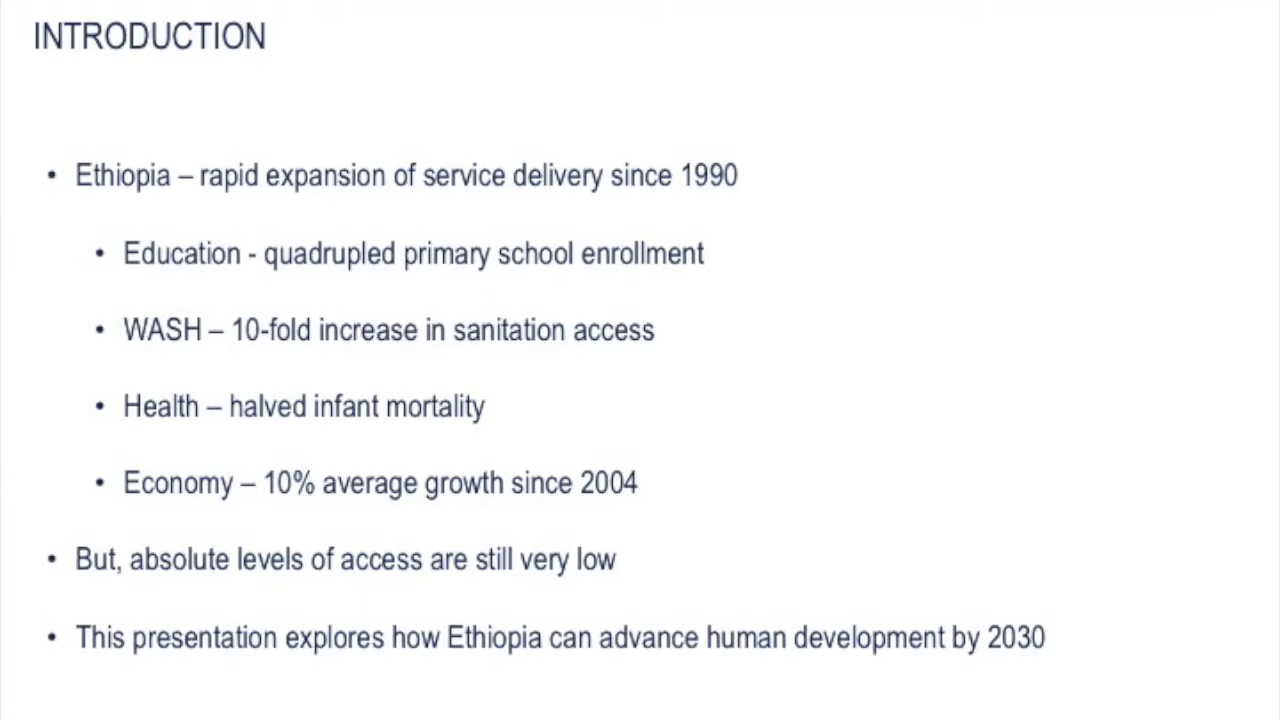 INTRODUCTION
• Ethiopia – rapid expansion of service delivery since 1990
• Education - quadrupled primary school enrollment
• WASH – 10-fold increase in sanitation access
• Health – halved infant mortality
• Economy – 10% average growth since 2004
• But, absolute levels of access are still very low
• This presentation explores how Ethiopia can advance human development by 2030